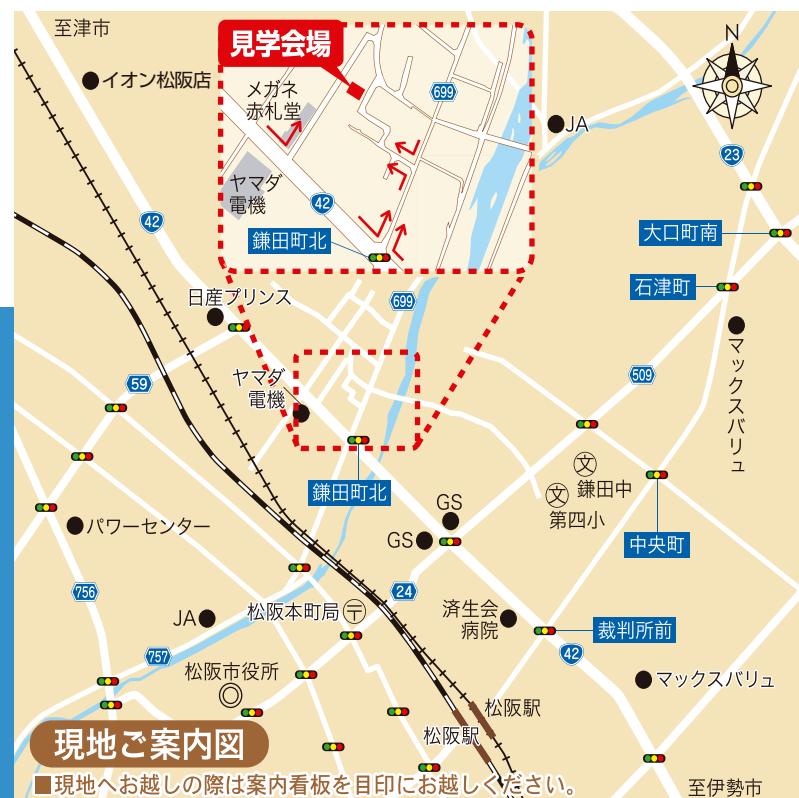 至津市
見学会場
N
イオン松阪店
メガネ
赤札堂
699
JA
23
ヤマダ
電機
42
42
大口町南
鎌田町北
石津町
日産プリンス
699
マックスバリュ
59
ヤマダ
電機
509
文
鎌田中
鎌田町北
文
第四小
GS
パワーセンター
GS
中央町
756
24
松阪本町局
〒
済生会
病院
JA
裁判所前
757
42
松阪市役所
マックスバリュ
松阪駅
松阪駅
現地ご案内図
至伊勢市
■現地へお越しの際は案内看板を目印にお越しください。